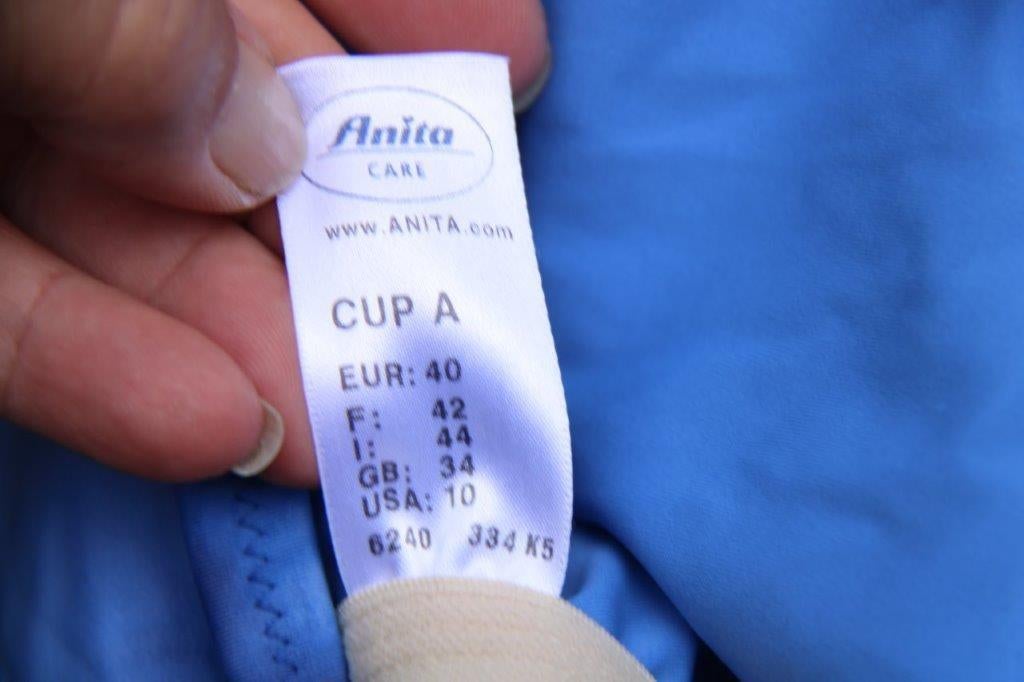 Anita
CARE
www.ANITA.com
CUP A
EUR: 40
F: 42
I: 44
GB: 34
USA: 10
6240 334 K5